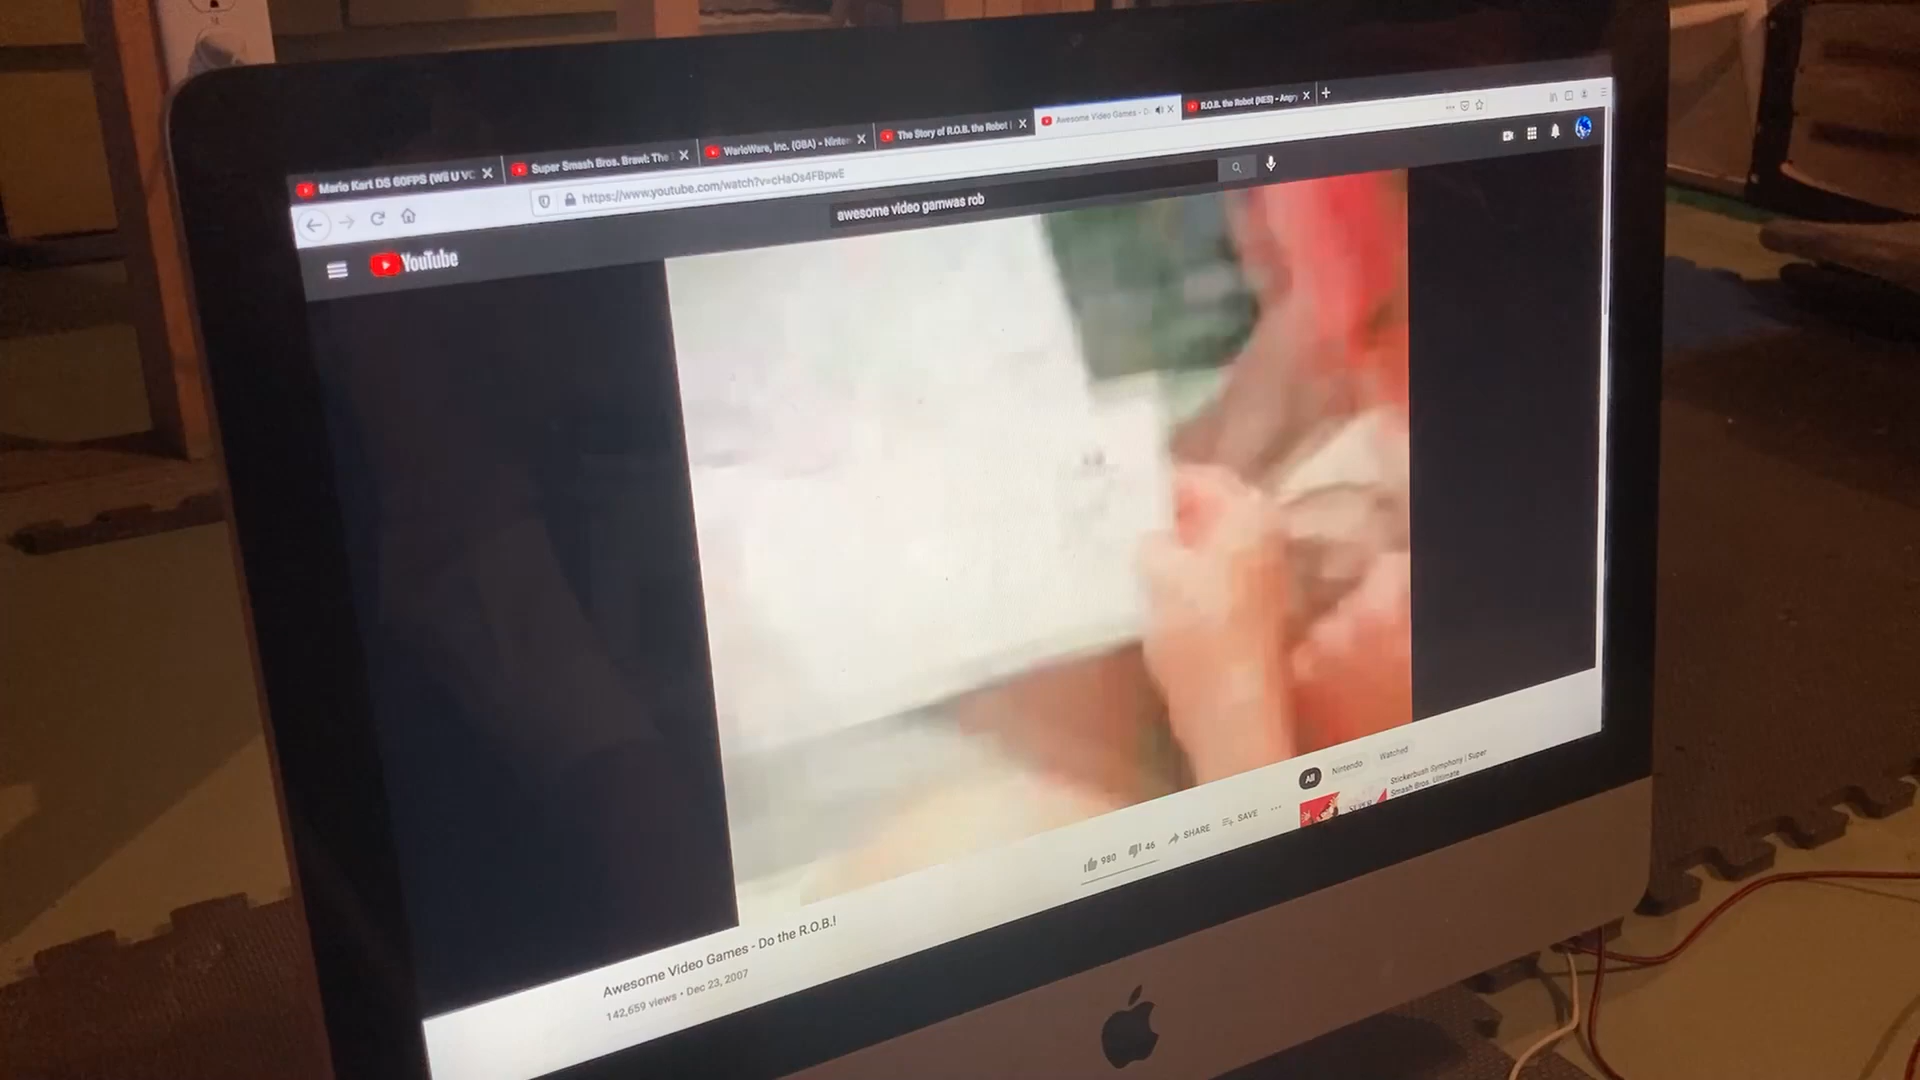 Mario Kart DS 60FPS (Wii U VC
Super Smash Bros. Brawl: The
WarioWare, Inc. (GBA) - Ninten
The Story of R.O.B. the Robot |
Awesome Video Games - D
R.O.B. the Robot (NES) - Angry
https://www.youtube.com/watch?v=cHaOs4FBpwE
YouTube
awesome video gamwas rob
All
Nintendo
Watched
Stickerbush Symphony | Super
Smash Bros. Ultimate
980
46
SHARE
SAVE
Awesome Video Games - Do the R.O.B.!
142,659 views • Dec 23, 2007